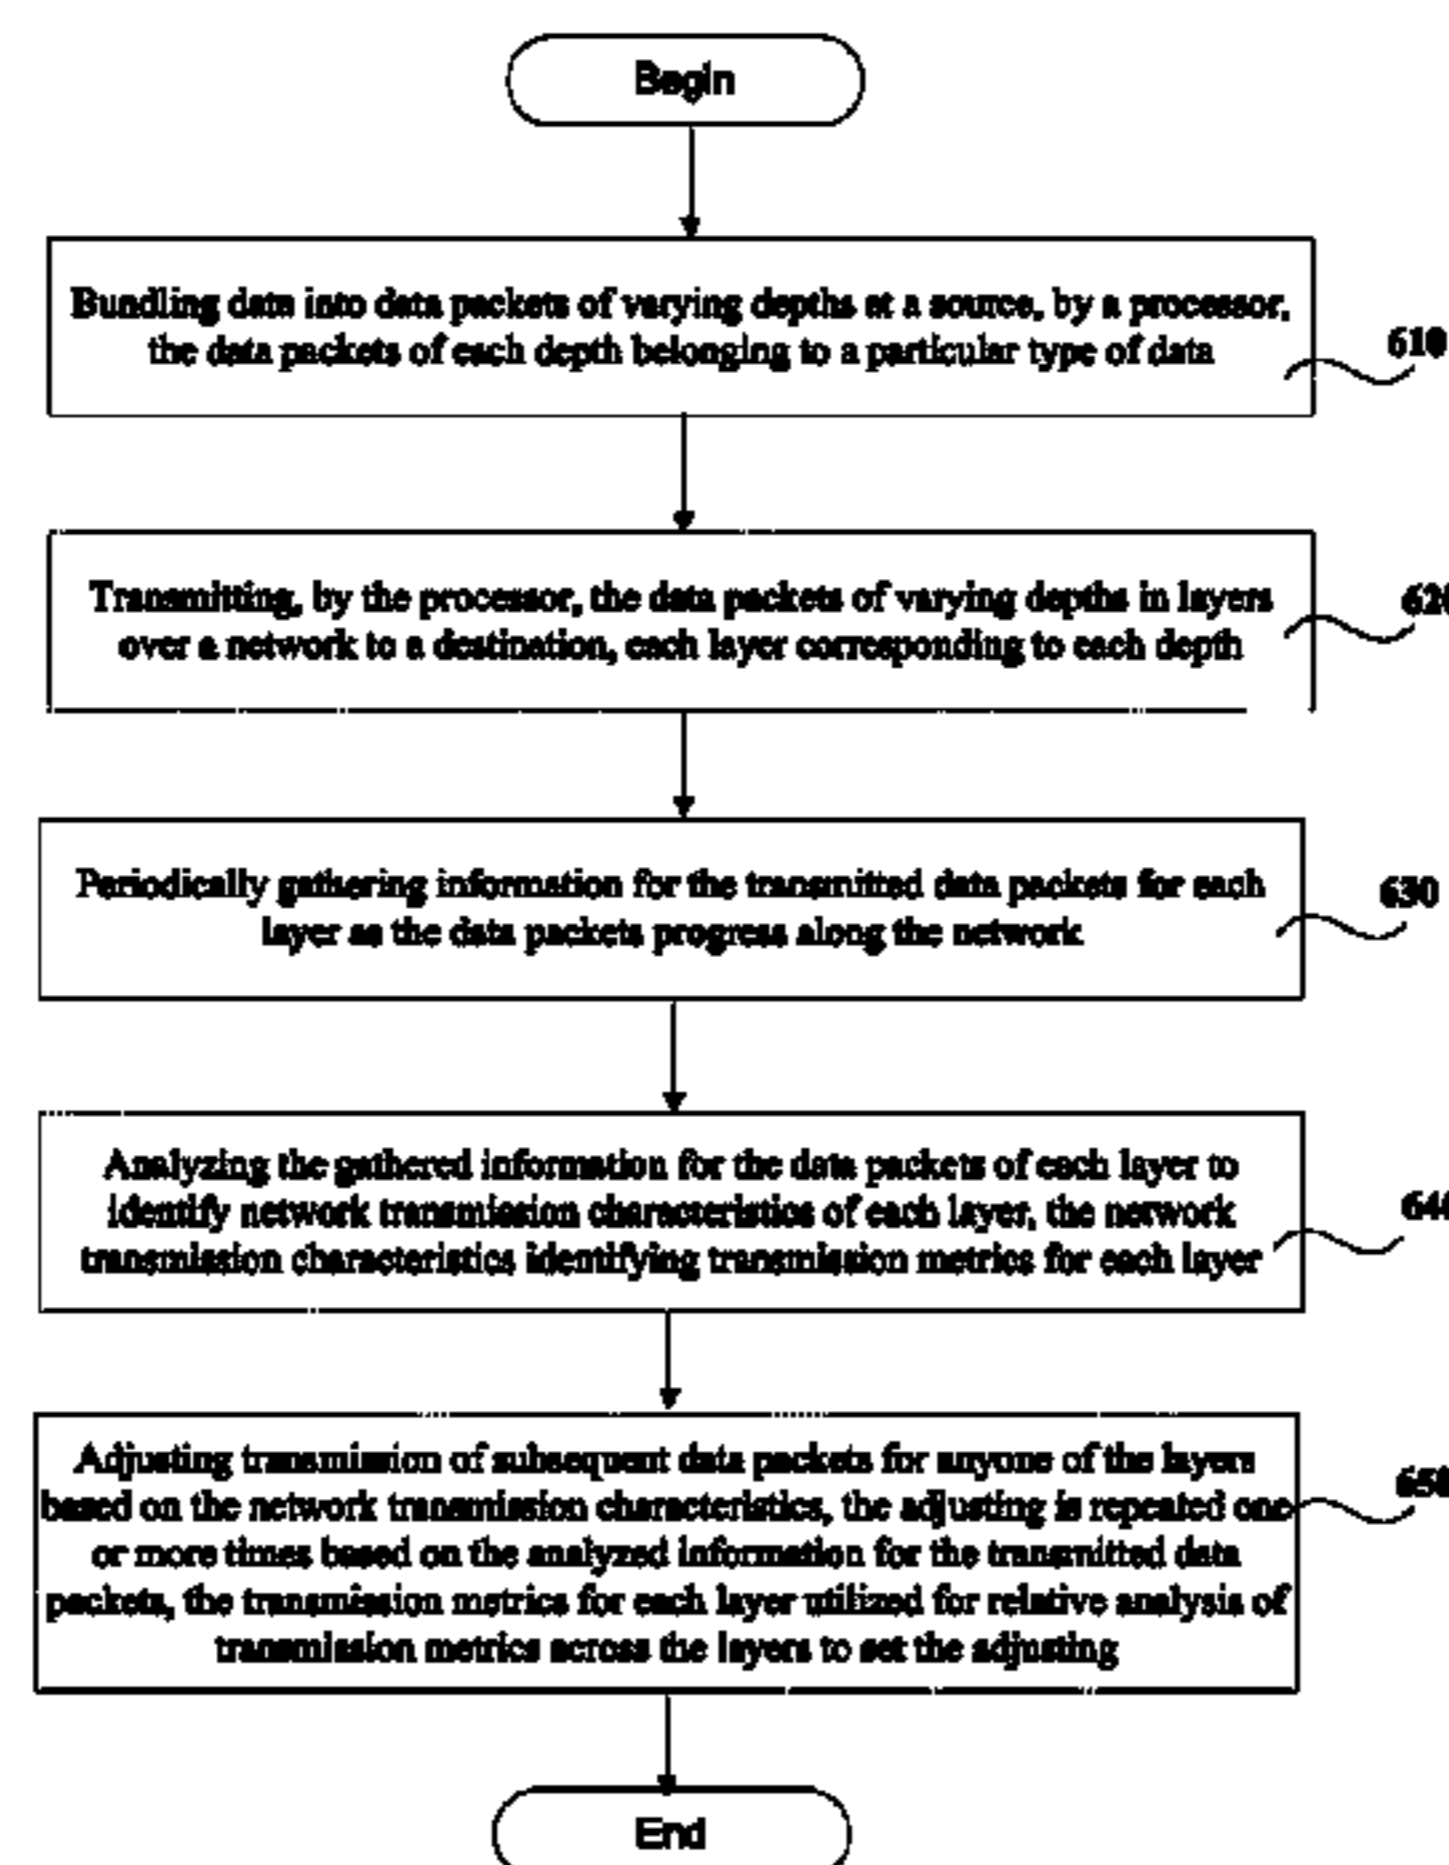 Begin
Bundling data into data packets of varying depths at a source, by a processor,
the data packets of each depth belonging to a particular type of data
610
Transmitting, by the processor, the data packets of varying depths in layers
over a network to a destination, each layer corresponding to each depth
620
Periodically gathering information for the transmitted data packets for each
layer as the data packets progress along the network
630
Analyzing the gathered information for the data packets of each layer to
identify network transmission characteristics of each layer, the network
transmission characteristics identifying transmission metrics for each layer
640
Adjusting transmission of subsequent data packets for anyone of the layers
based on the network transmission characteristics, the adjusting is repeated one
or more times based on the analyzed information for the transmitted data
packets, the transmission metrics for each layer utilized for relative analysis of
transmission metrics across the layers to set the adjusting
650
End